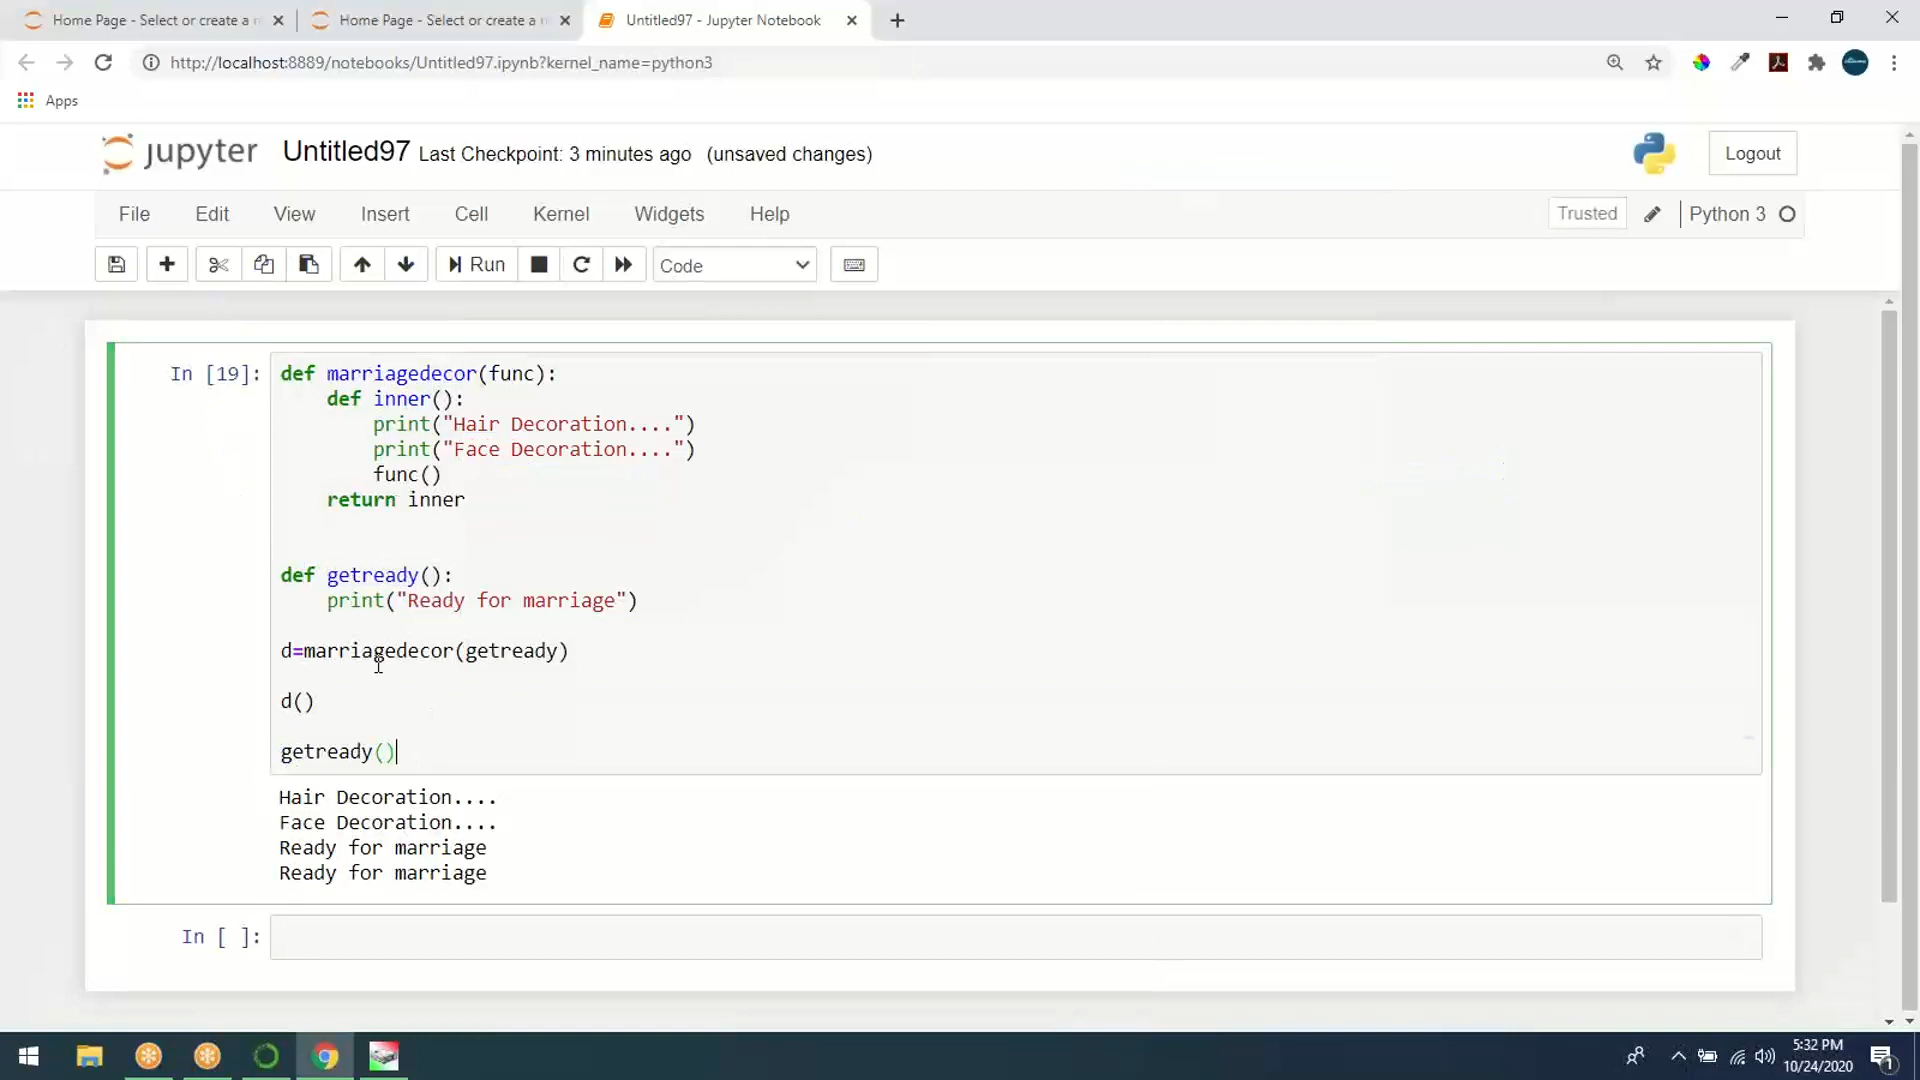 Home Page - Select or create a n
Home Page - Select or create a n
Untitled97 - Jupyter Notebook
http://localhost:8889/notebooks/Untitled97.ipynb?kernel_name=python3
Apps
jupyter Untitled97 Last Checkpoint: 3 minutes ago (unsaved changes)
Logout
File Edit View Insert Cell Kernel Widgets Help
Trusted Python 3
Run Code
In [19]:
def marriagedecor(func):
    def inner():
        print("Hair Decoration....")
        print("Face Decoration....")
        func()
    return inner
def getready():
    print("Ready for marriage")
d=marriagedecor(getready)
d()
getready()
Hair Decoration....
Face Decoration....
Ready for marriage
Ready for marriage
In [ ]:
5:32 PM
10/24/2020
1